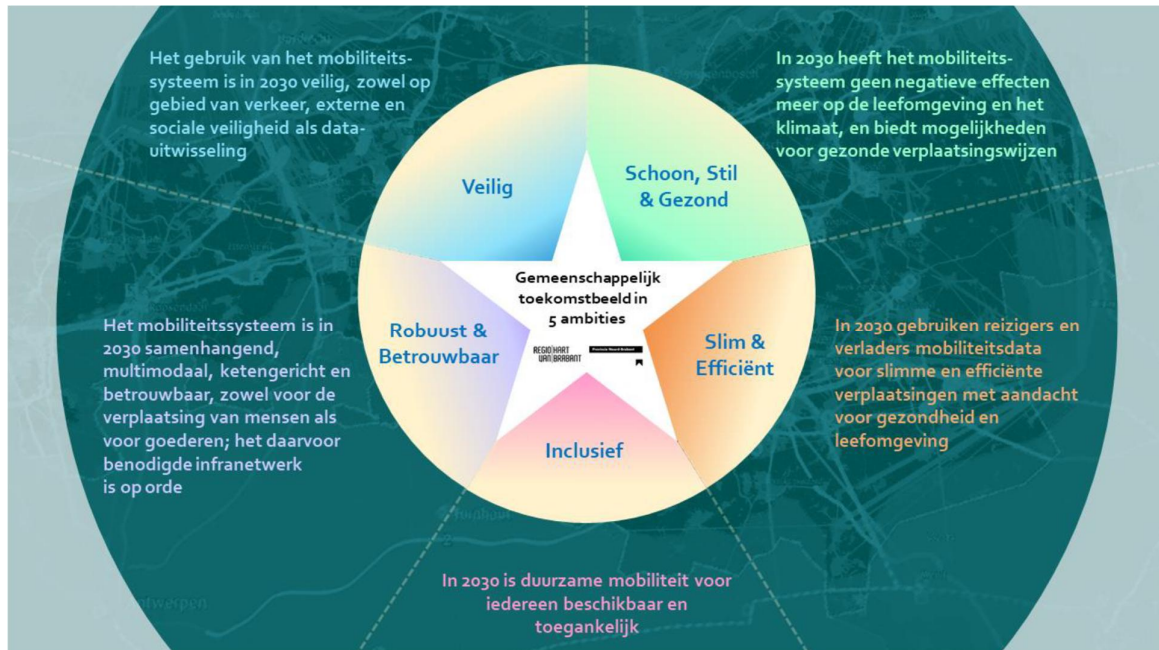 Het gebruik van het mobiliteits-
systeem is in 2030 veilig, zowel op
gebied van verkeer, externe en
sociale veiligheid als data-
uitwisseling
In 2030 heeft het mobiliteits-
systeem geen negatieve effecten
meer op de leefomgeving en het
klimaat, en biedt mogelijkheden
voor gezonde verplaatsingswijzen
Veilig
Schoon, Stil
& Gezond
Gemeenschappelijk
toekomstbeeld in
5 ambities
REGIO HART
VAN BRABANT
Provincie Noord-Brabant
Robuust &
Betrouwbaar
Slim &
Efficiënt
Inclusief
Het mobiliteitssysteem is in
2030 samenhangend,
multimodaal, ketengericht en
betrouwbaar, zowel voor de
verplaatsing van mensen als
voor goederen; het daarvoor
benodigde infranetwerk
is op orde
In 2030 gebruiken reizigers en
verladers mobiliteitsdata
voor slimme en efficiënte
verplaatsingen met aandacht
voor gezondheid en
leefomgeving
In 2030 is duurzame mobiliteit voor
iedereen beschikbaar en
toegankelijk